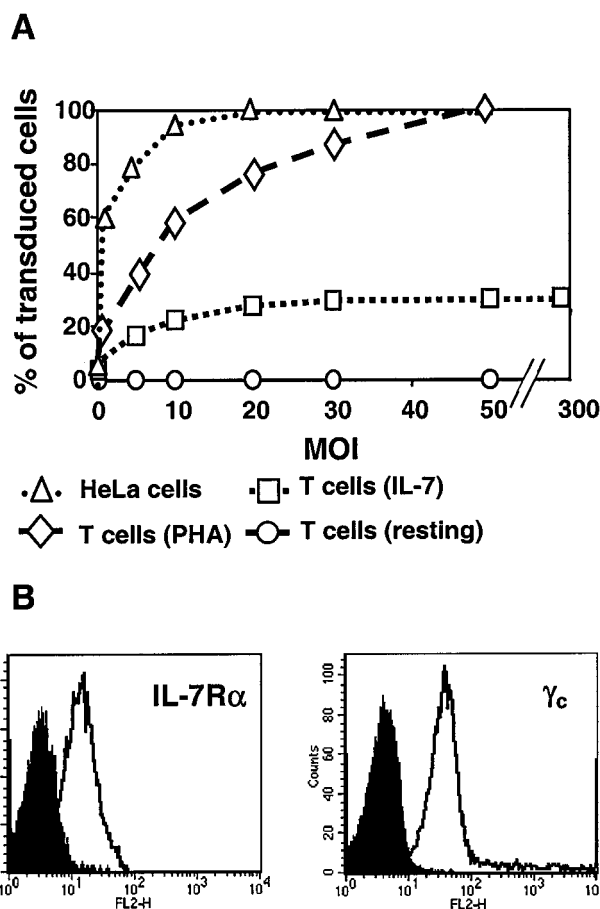 A
% of transduced cells
100
80
60
40
20
0
0 10 20 30 40 50 300
MOI
HeLa cells
T cells (IL-7)
T cells (PHA)
T cells (resting)
B
IL-7Rα
10⁰ 10¹ 10² 10³ 10⁴
FL2-H
γc
Counts
100
80
60
40
20
0
10⁰ 10¹ 10² 10³ 10⁴
FL2-H